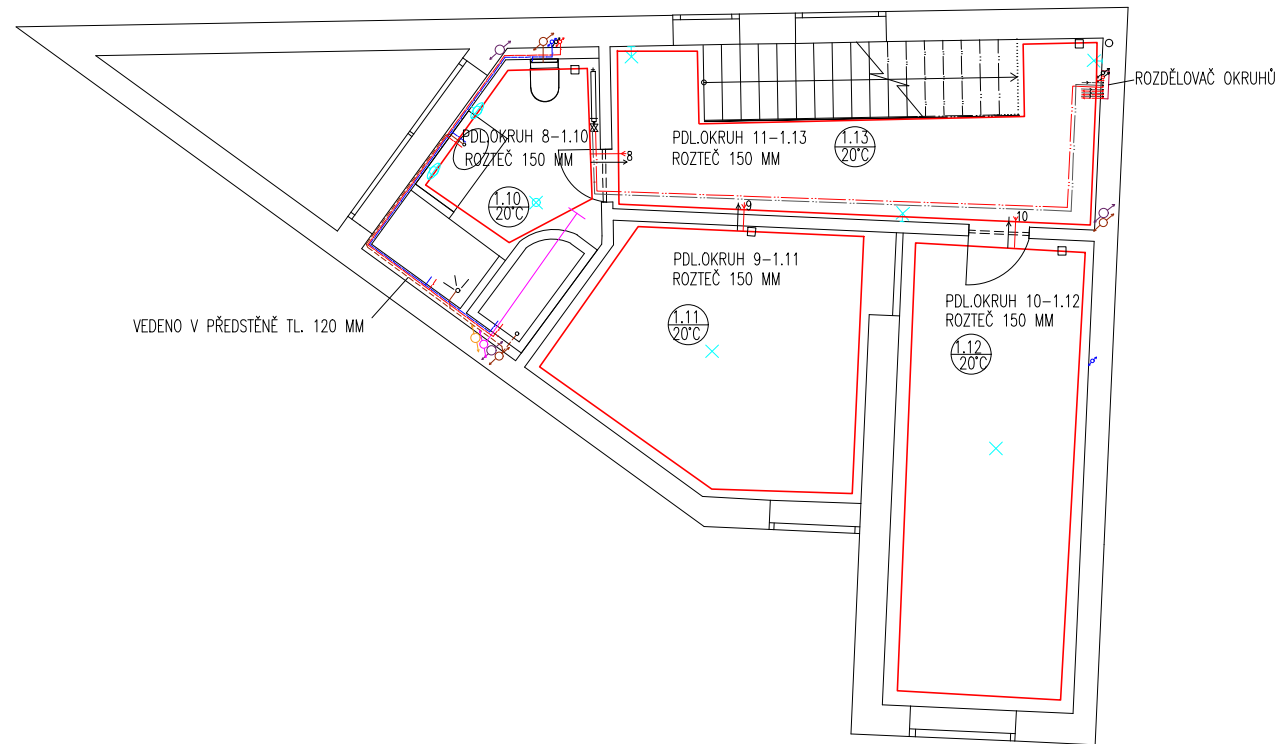 ROZDĚLOVAČ OKRUHŮ
PDL.OKRUH 8-1.10
ROZTEČ 150 MM
8
1.10
20°C
PDL.OKRUH 11-1.13
ROZTEČ 150 MM
1.13
20°C
9
10
PDL.OKRUH 9-1.11
ROZTEČ 150 MM
1.11
20°C
PDL.OKRUH 10-1.12
ROZTEČ 150 MM
1.12
20°C
VEDENO V PŘEDSTĚNĚ TL. 120 MM